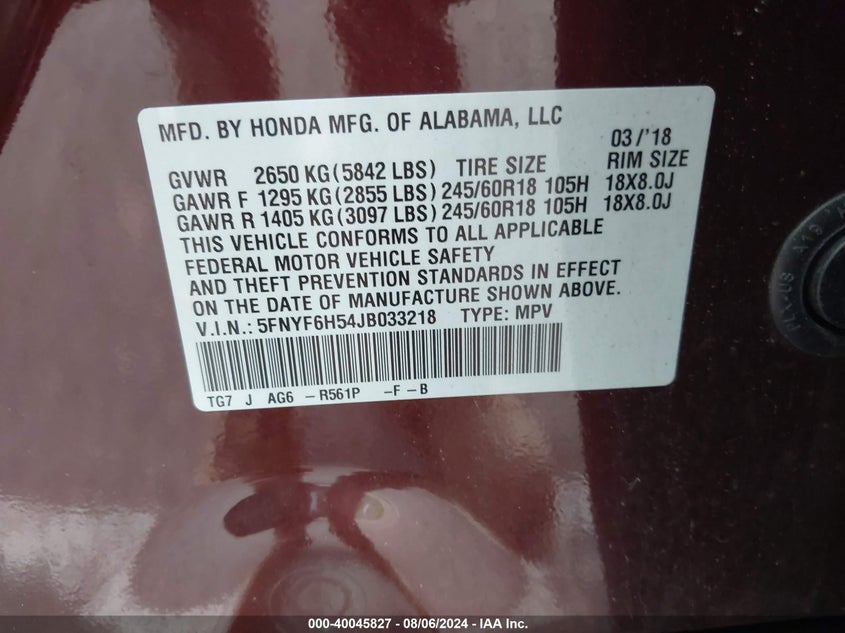 MFD. BY HONDA MFG. OF ALABAMA, LLC 03/'18
GVWR 2650 KG(5842 LBS) TIRE SIZE RIM SIZE
GAWR F 1295 KG(2855 LBS)245/60R18 105H 18X8.0J
GAWR R 1405 KG(3097 LBS)245/60R18 105H 18X8.0J
THIS VEHICLE CONFORMS TO ALL APPLICABLE
FEDERAL MOTOR VEHICLE SAFETY
AND THEFT PREVENTION STANDARDS IN EFFECT
ON THE DATE OF MANUFACTURE SHOWN ABOVE.
V.I.N.: 5FNYF6H54JB033218 TYPE: MPV
TG7 J AG6 -R561P -F-B
000-40045827 - 08/06/2024 - IAA Inc.